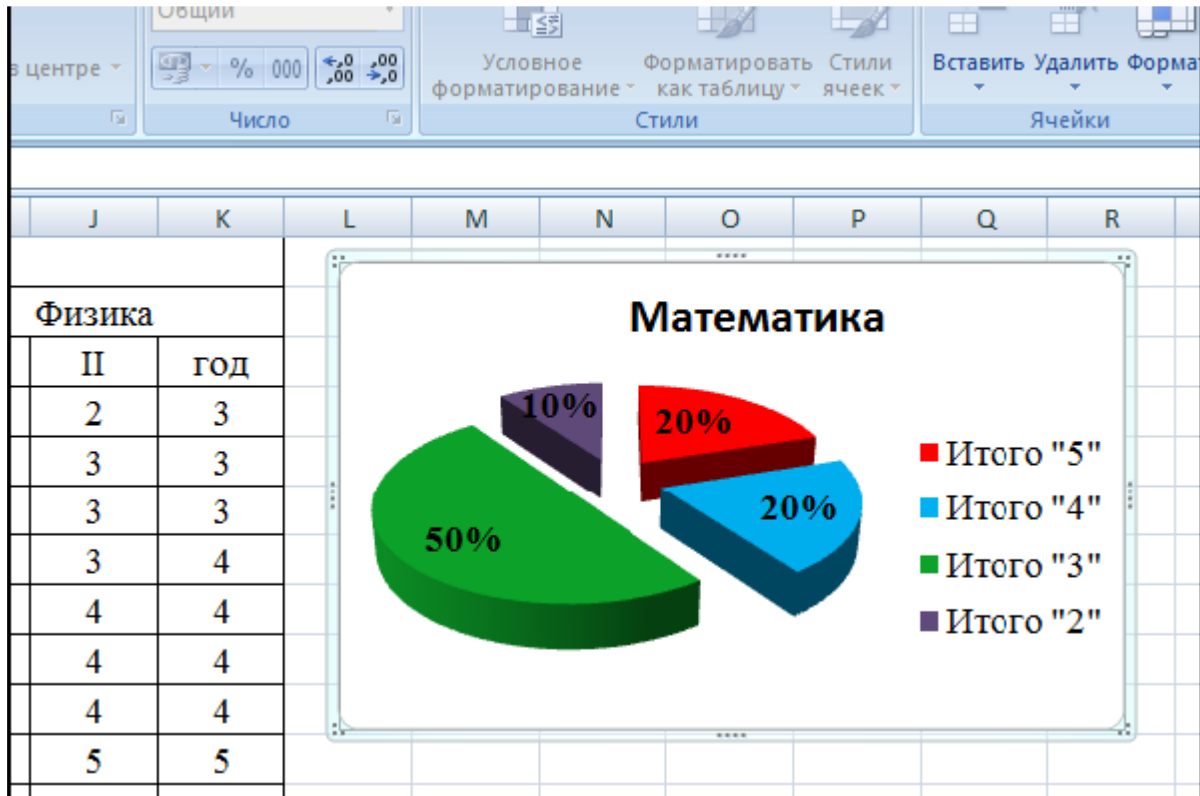 Общий
в центре
% 000 ,0 ,00 ,00 ,0
Условное форматирование
Форматировать как таблицу
Стили ячеек
Вставить Удалить Формат
Число
Стили
Ячейки
J K L M N O P Q R
Физика
II год
2 3
3 3
3 3
3 4
4 4
4 4
4 4
5 5
Математика
10%
20%
20%
50%
Итого "5"
Итого "4"
Итого "3"
Итого "2"